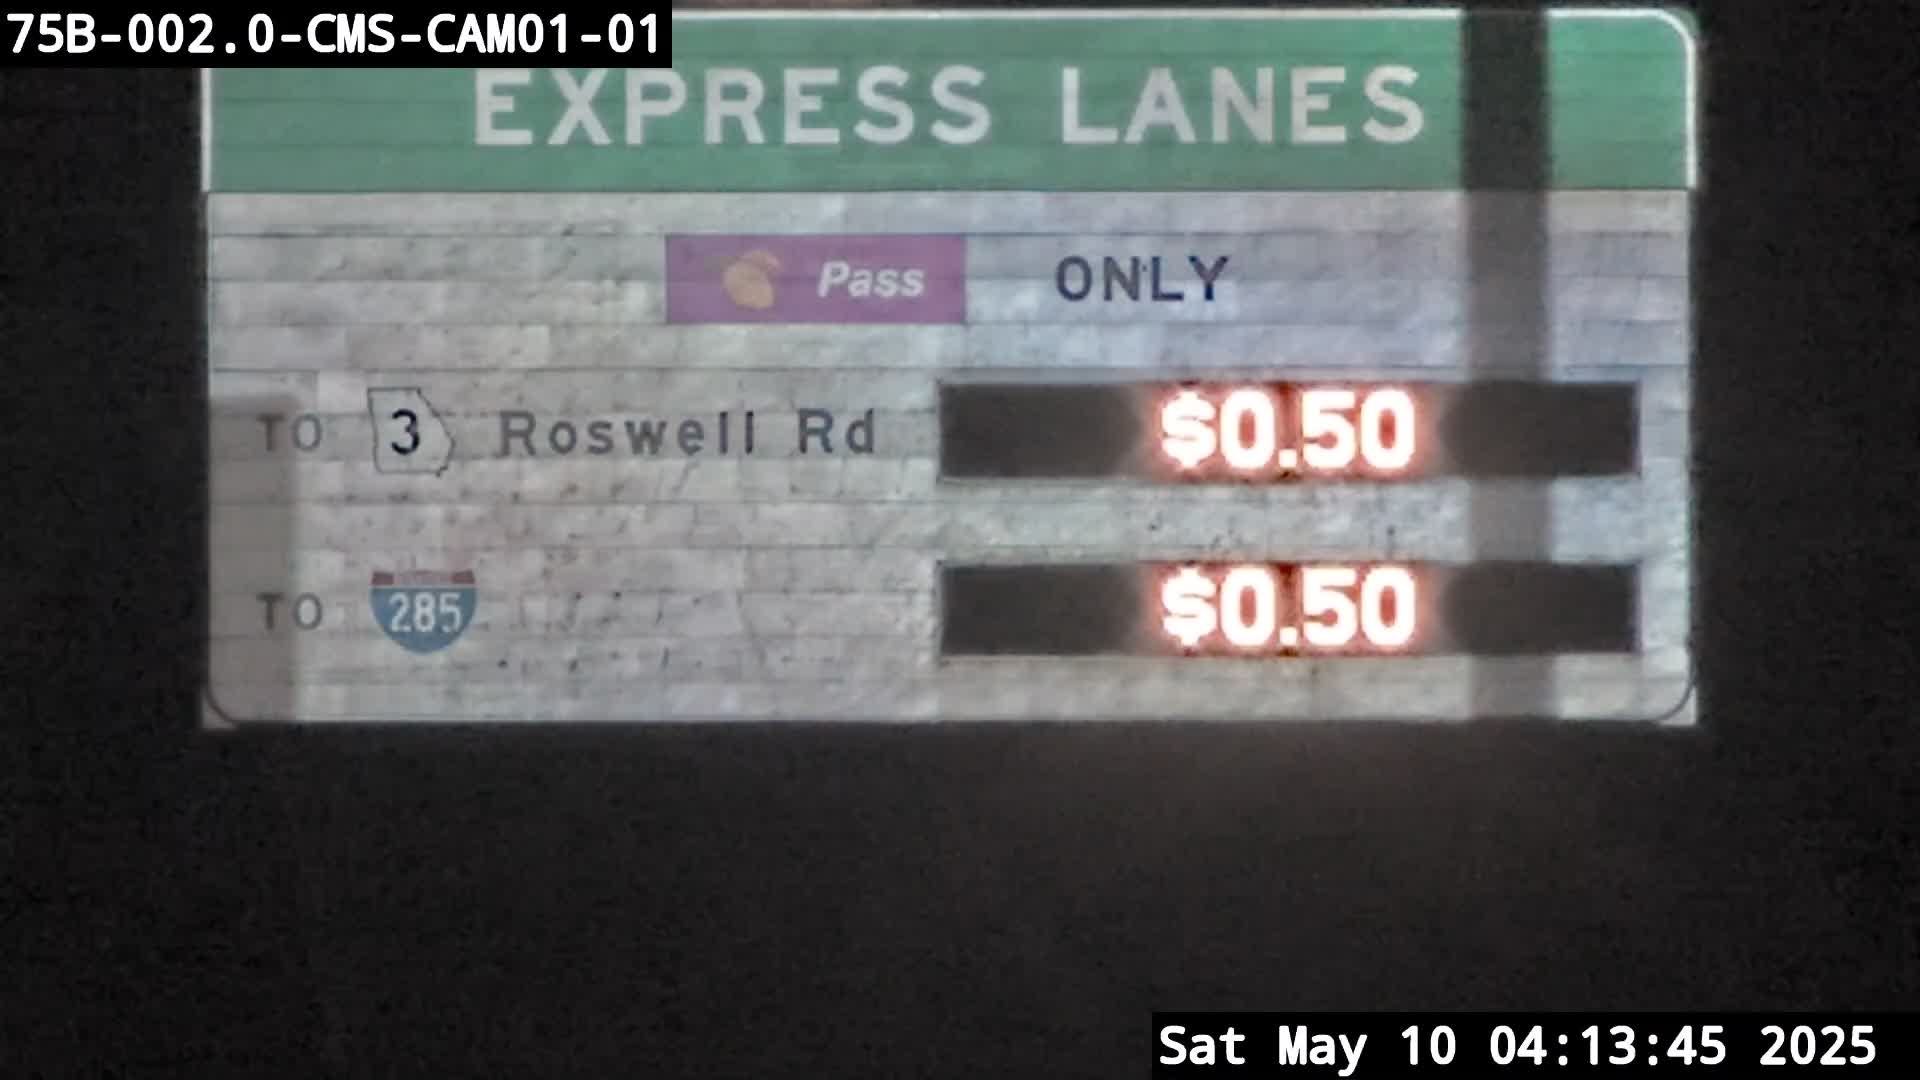 75B-002.0-CMS-CAM01-01
EXPRESS LANES
Pass ONLY
TO 3 Roswell Rd $0.50
TO 285 $0.50
Sat May 10 04:13:45 2025